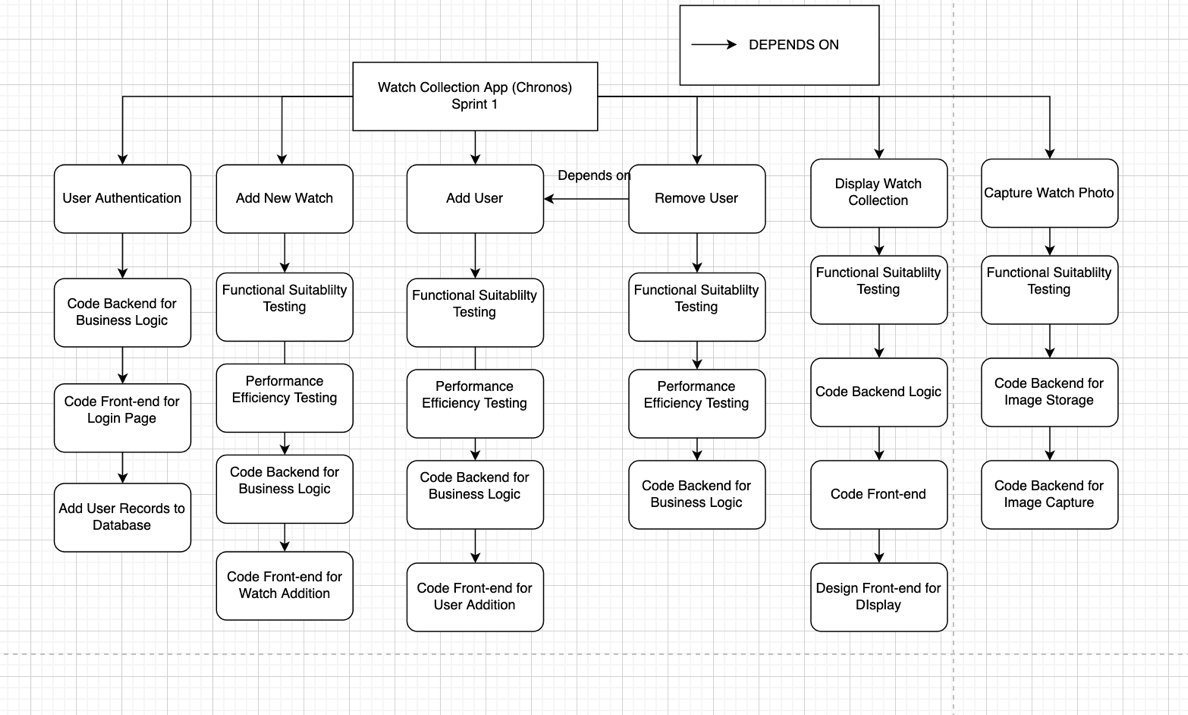 DEPENDS ON
Watch Collection App (Chronos)
Sprint 1
User Authentication
Add New Watch
Add User
Depends on
Remove User
Display Watch
Collection
Capture Watch Photo
Code Backend for
Business Logic
Functional Suitablilty
Testing
Functional Suitablilty
Testing
Functional Suitablilty
Testing
Functional Suitablilty
Testing
Functional Suitablilty
Testing
Code Front-end for
Login Page
Performance
Efficiency Testing
Performance
Efficiency Testing
Performance
Efficiency Testing
Code Backend Logic
Code Backend for
Image Storage
Add User Records to
Database
Code Backend for
Business Logic
Code Backend for
Business Logic
Code Backend for
Business Logic
Code Front-end
Code Backend for
Image Capture
Code Front-end for
Watch Addition
Code Front-end for
User Addition
Design Front-end for
DIsplay